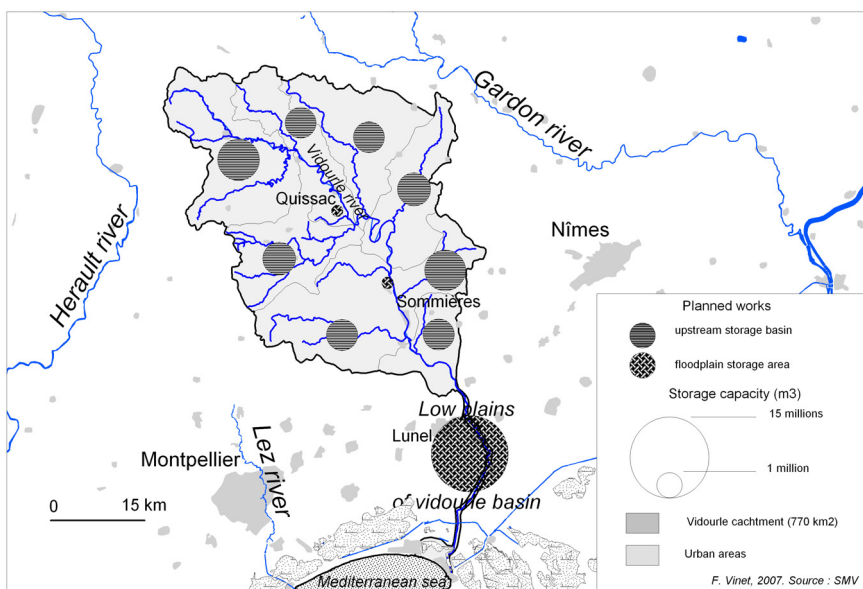 Gardon river
Vidourle river
Quissac
Herault river
Nîmes
Sommières
Planned works
upstream storage basin
floodplain storage area
Storage capacity (m3)
15 millions
1 million
Low plains
Lunel
Lez river
Montpellier
of vidourle basin
0 15 km
Vidourle cachtment (770 km2)
Urban areas
Mediterranean sea
F. Vinet, 2007. Source : SMV